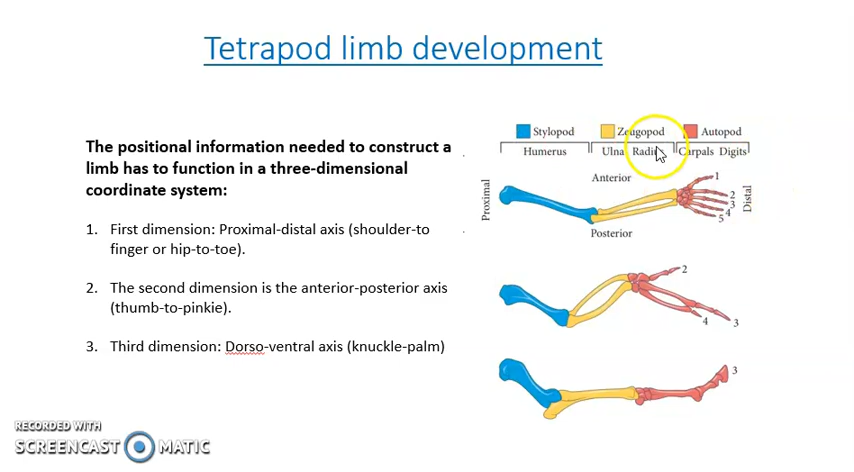 Tetrapod limb development
The positional information needed to construct a
limb has to function in a three-dimensional
coordinate system:
1. First dimension: Proximal-distal axis (shoulder-to
finger or hip-to-toe).
2. The second dimension is the anterior-posterior axis
(thumb-to-pinkie).
3. Third dimension: Dorso-ventral axis (knuckle-palm)
Stylopod Zeugopod Autopod
Humerus Ulna Radius Carpals Digits
Anterior
Proximal
Distal
1
2
3
4
5
Posterior
2
4
3
3
RECORDED WITH
SCREENCAST MATIC